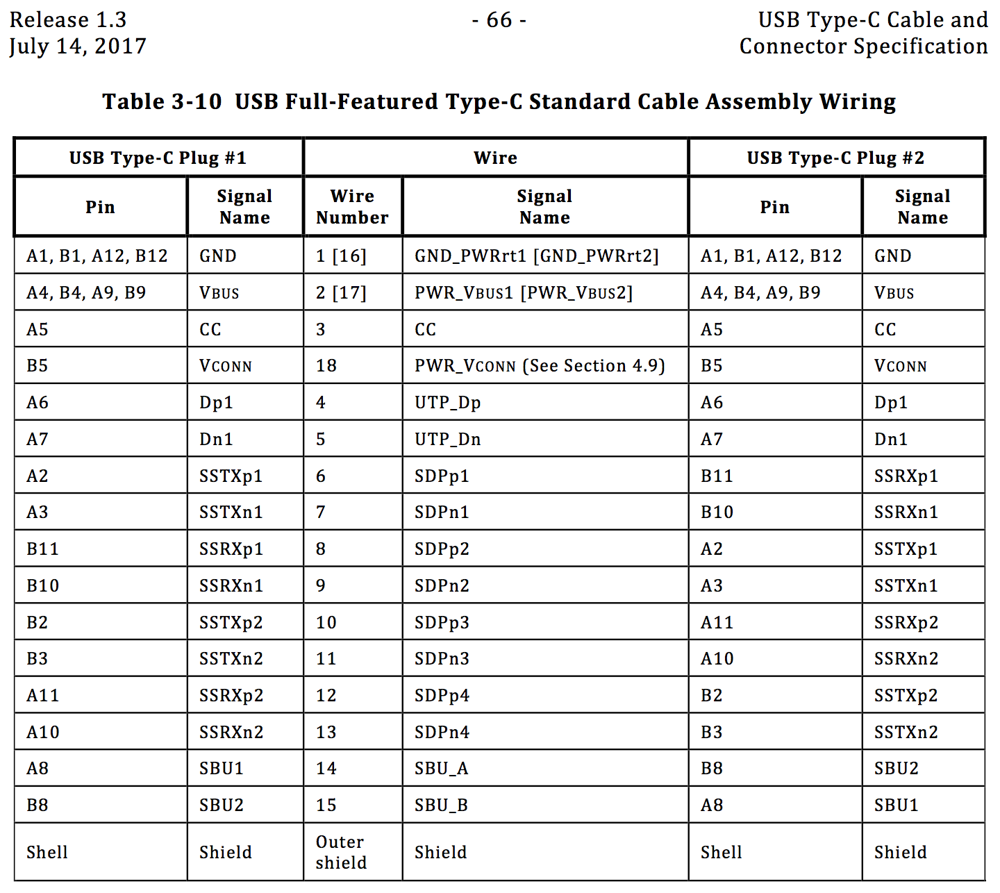 Release 1.3 - 66 - USB Type-C Cable and
July 14, 2017 Connector Specification
Table 3-10 USB Full-Featured Type-C Standard Cable Assembly Wiring
USB Type-C Plug #1 Wire USB Type-C Plug #2
Pin Signal Name Wire Number Signal Name Pin Signal Name
A1, B1, A12, B12 GND 1 [16] GND_PWRrt1 [GND_PWRrt2] A1, B1, A12, B12 GND
A4, B4, A9, B9 VBUS 2 [17] PWR_VBUS1 [PWR_VBUS2] A4, B4, A9, B9 VBUS
A5 CC 3 CC A5 CC
B5 VCONN 18 PWR_VCONN (See Section 4.9) B5 VCONN
A6 Dp1 4 UTP_Dp A6 Dp1
A7 Dn1 5 UTP_Dn A7 Dn1
A2 SSTXp1 6 SDPp1 B11 SSRXp1
A3 SSTXn1 7 SDPn1 B10 SSRXn1
B11 SSRXp1 8 SDPp2 A2 SSTXp1
B10 SSRXn1 9 SDPn2 A3 SSTXn1
B2 SSTXp2 10 SDPp3 A11 SSRXp2
B3 SSTXn2 11 SDPn3 A10 SSRXn2
A11 SSRXp2 12 SDPp4 B2 SSTXp2
A10 SSRXn2 13 SDPn4 B3 SSTXn2
A8 SBU1 14 SBU_A B8 SBU2
B8 SBU2 15 SBU_B A8 SBU1
Shell Shield Outer shield Shield Shell Shield